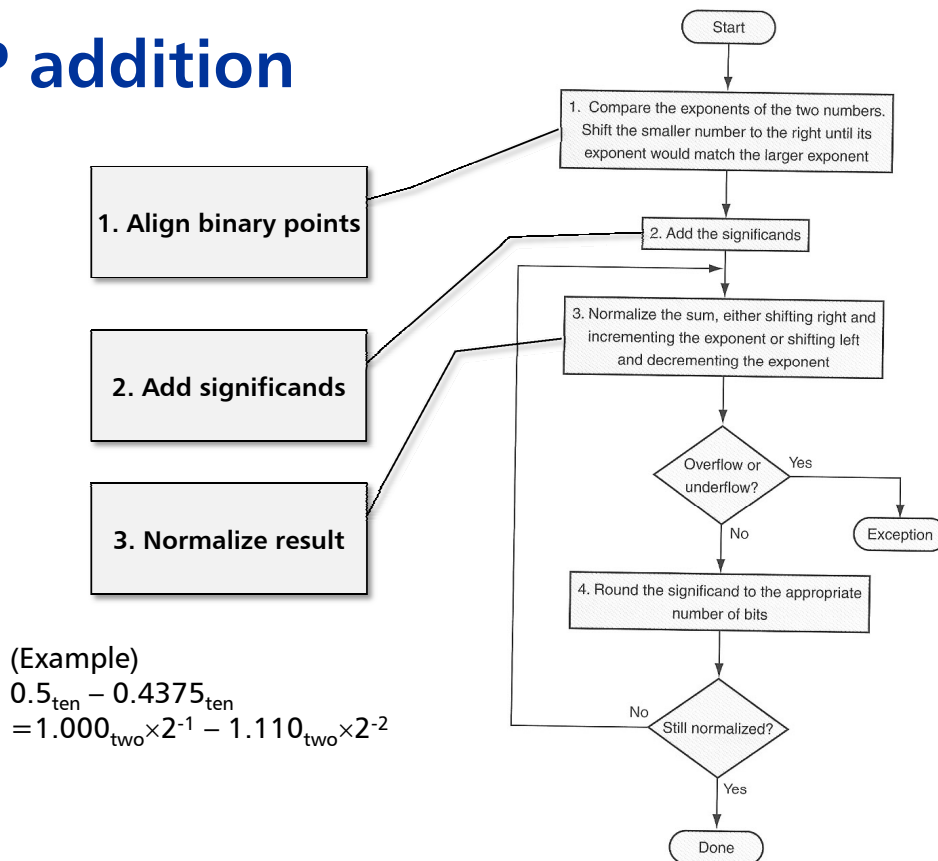 P addition
1. Align binary points
2. Add significands
3. Normalize result
(Example)
0.5ten – 0.4375ten
=1.000two×2-1 – 1.110two×2-2
Start
1. Compare the exponents of the two numbers.
Shift the smaller number to the right until its
exponent would match the larger exponent
2. Add the significands
3. Normalize the sum, either shifting right and
incrementing the exponent or shifting left
and decrementing the exponent
Overflow or
underflow?
Yes
Exception
No
4. Round the significand to the appropriate
number of bits
No
Still normalized?
Yes
Done